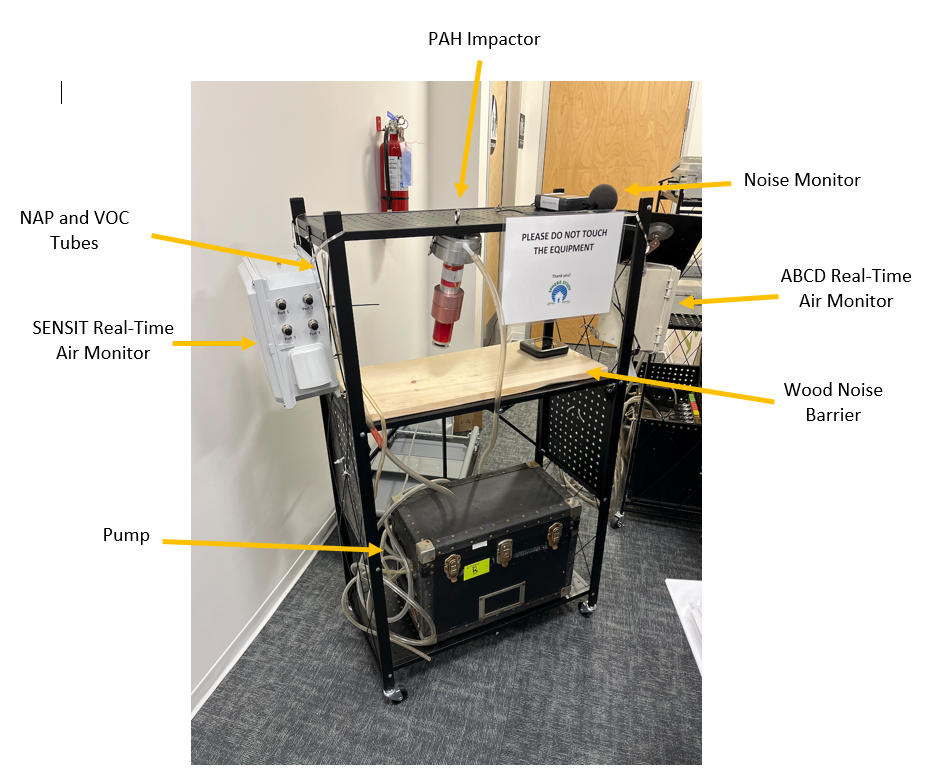 PAH Impactor
Noise Monitor
NAP and VOC
Tubes
PLEASE DO NOT TOUCH
THE EQUIPMENT
Thank you!
ABCD Real-Time
Air Monitor
SENSIT Real-Time
Air Monitor
Wood Noise
Barrier
Pump
B